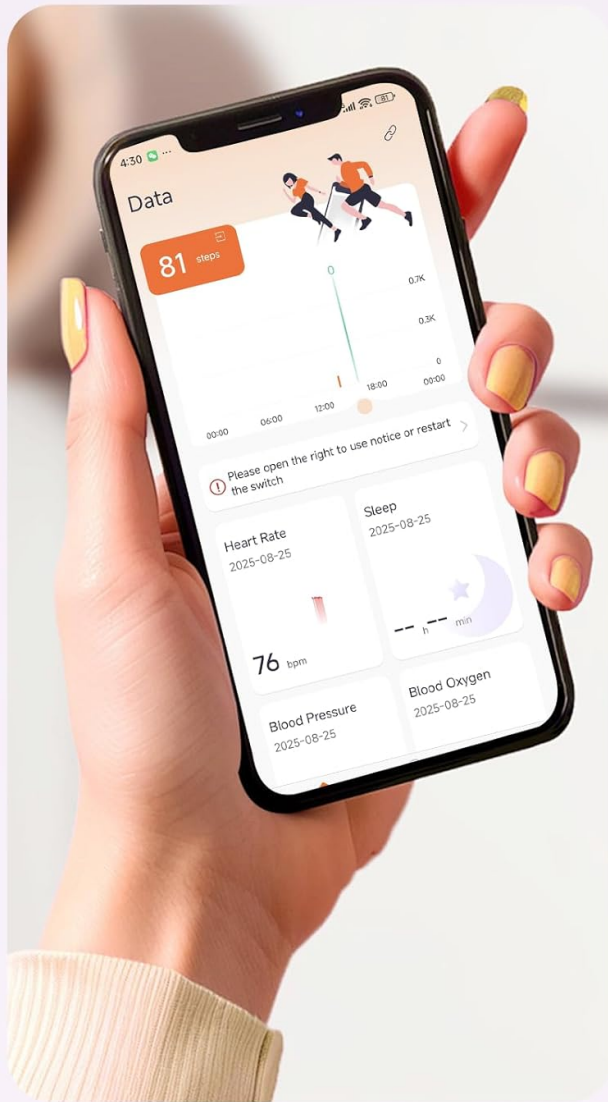 4:30 ... 81
Data
81 steps
0
0.7K
0.3K
0
00:00 06:00 12:00 18:00 00:00
Please open the right to use notice or restart
the switch
Heart Rate
2025-08-25
76 bpm
Sleep
2025-08-25
-- h -- min
Blood Pressure
2025-08-25
Blood Oxygen
2025-08-25